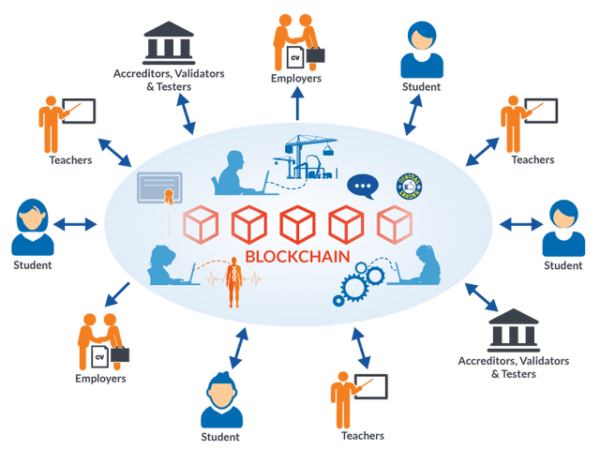 Accreditors, Validators
& Testers
CV
Employers
Student
Teachers
Teachers
Student
BLOCKCHAIN
Student
CV
Employers
Accreditors, Validators
& Testers
Student
Teachers